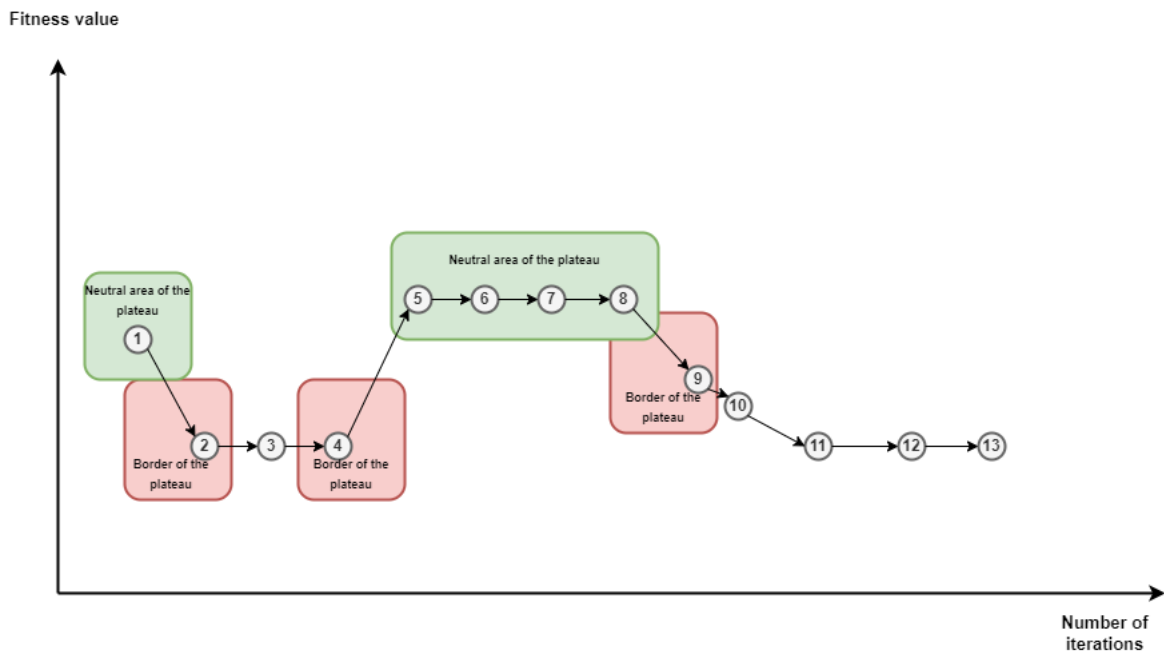 Fitness value
Neutral area of the plateau
Neutral area of the
plateau
5
6
7
8
1
9
Border of the
plateau
10
2
3
4
11
12
13
Border of the
plateau
Border of the
plateau
Number of
iterations